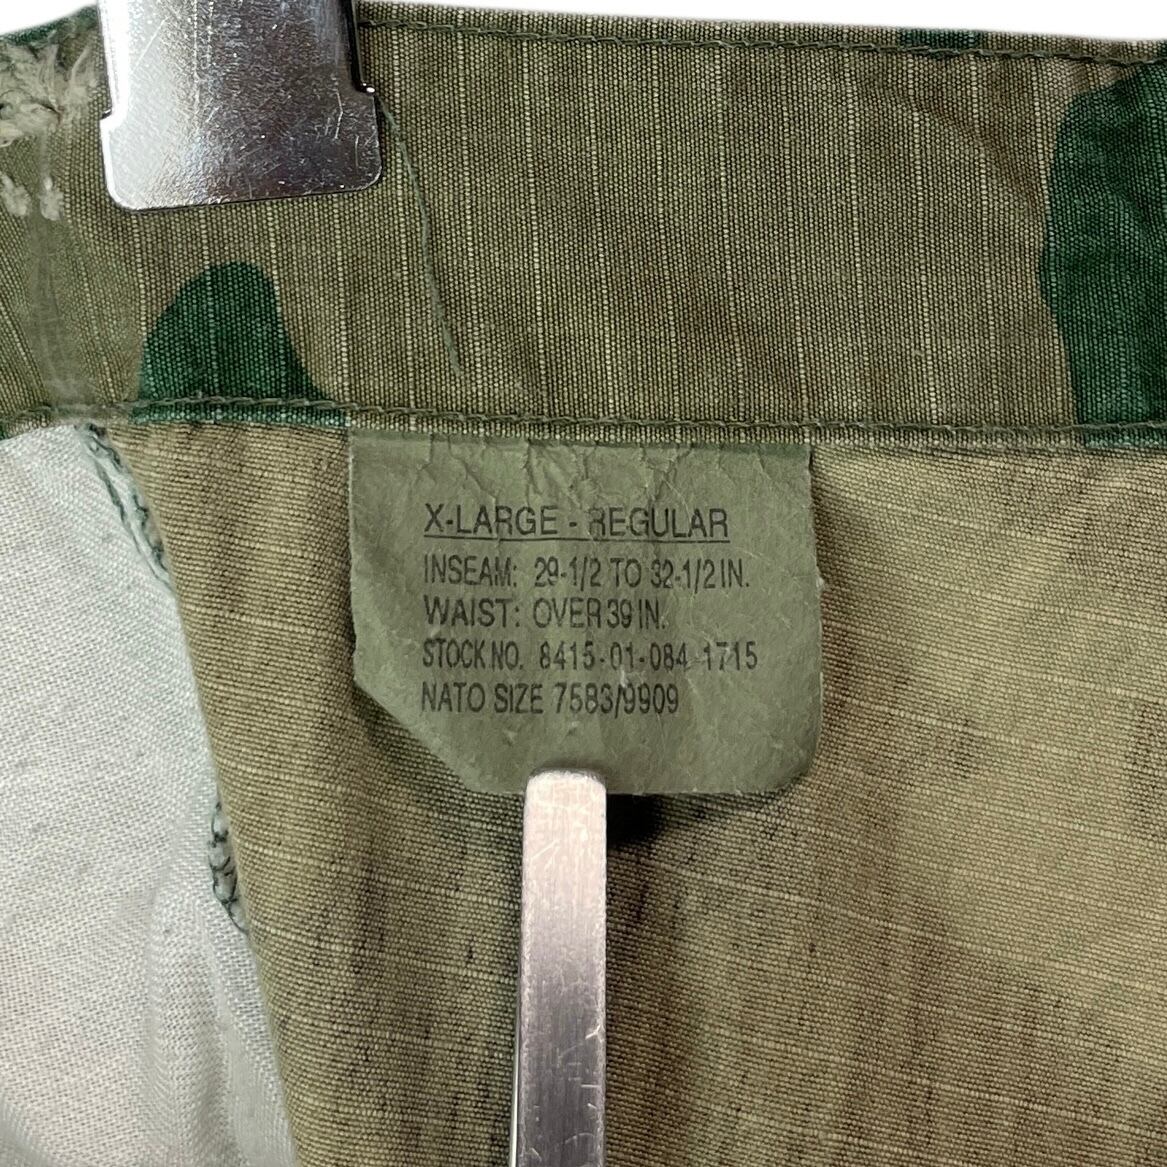 X-LARGE - REGULAR
INSEAM: 29-1/2 TO 32-1/2 IN.
WAIST: OVER 39 IN.
STOCK NO. 8415-01-084-1715
NATO SIZE 7583/9909